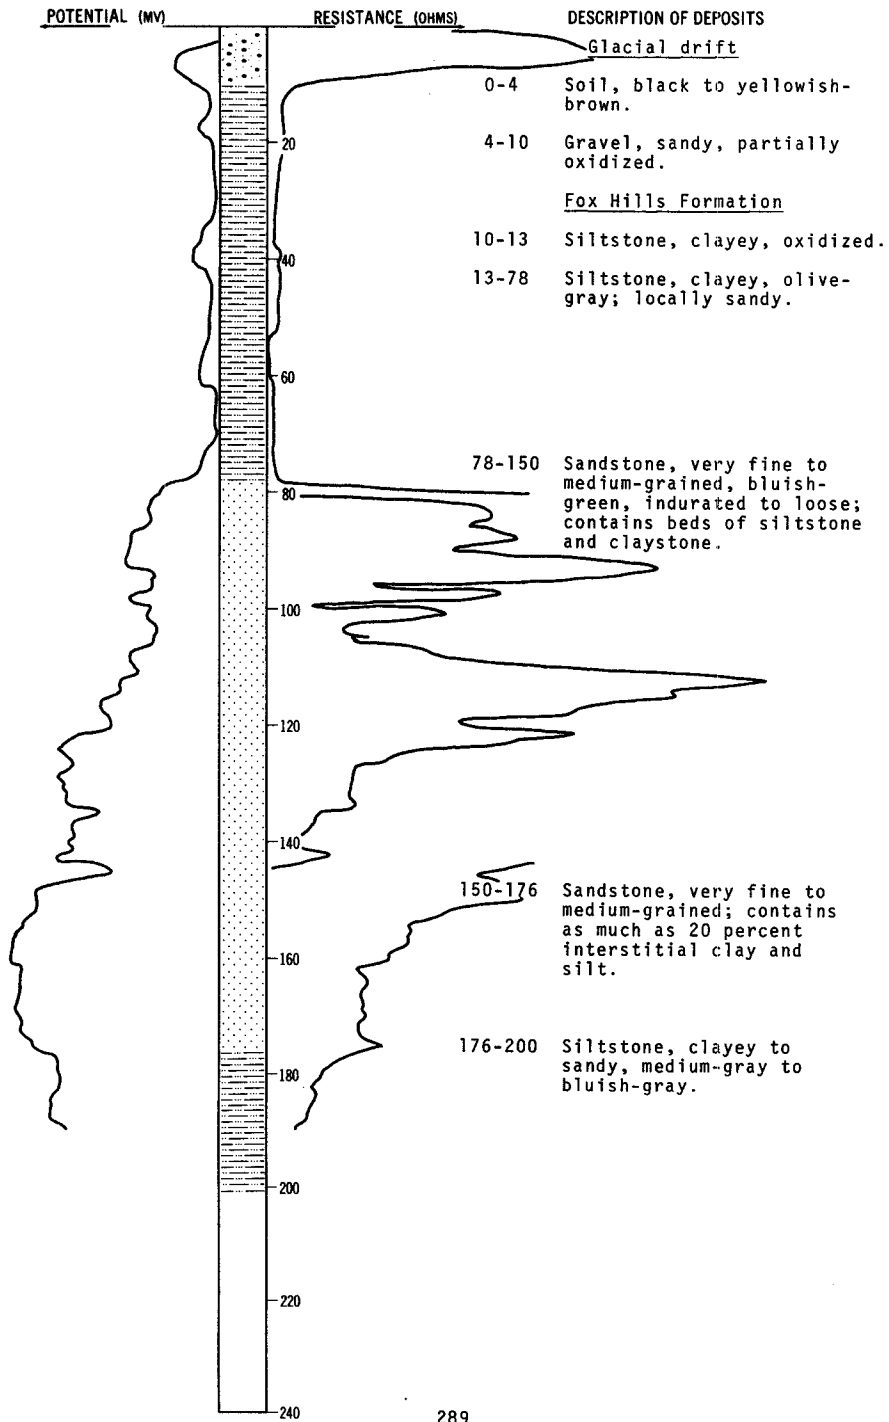 POTENTIAL (MV) RESISTANCE (OHMS) DESCRIPTION OF DEPOSITS
Glacial drift
0-4 Soil, black to yellowish-
brown.
4-10 Gravel, sandy, partially
oxidized.
Fox Hills Formation
10-13 Siltstone, clayey, oxidized.
13-78 Siltstone, clayey, olive-
gray; locally sandy.
78-150 Sandstone, very fine to
medium-grained, bluish-
green, indurated to loose;
contains beds of siltstone
and claystone.
150-176 Sandstone, very fine to
medium-grained; contains
as much as 20 percent
interstitial clay and
silt.
176-200 Siltstone, clayey to
sandy, medium-gray to
bluish-gray.
20
40
60
80
100
120
140
160
180
200
220
240
289